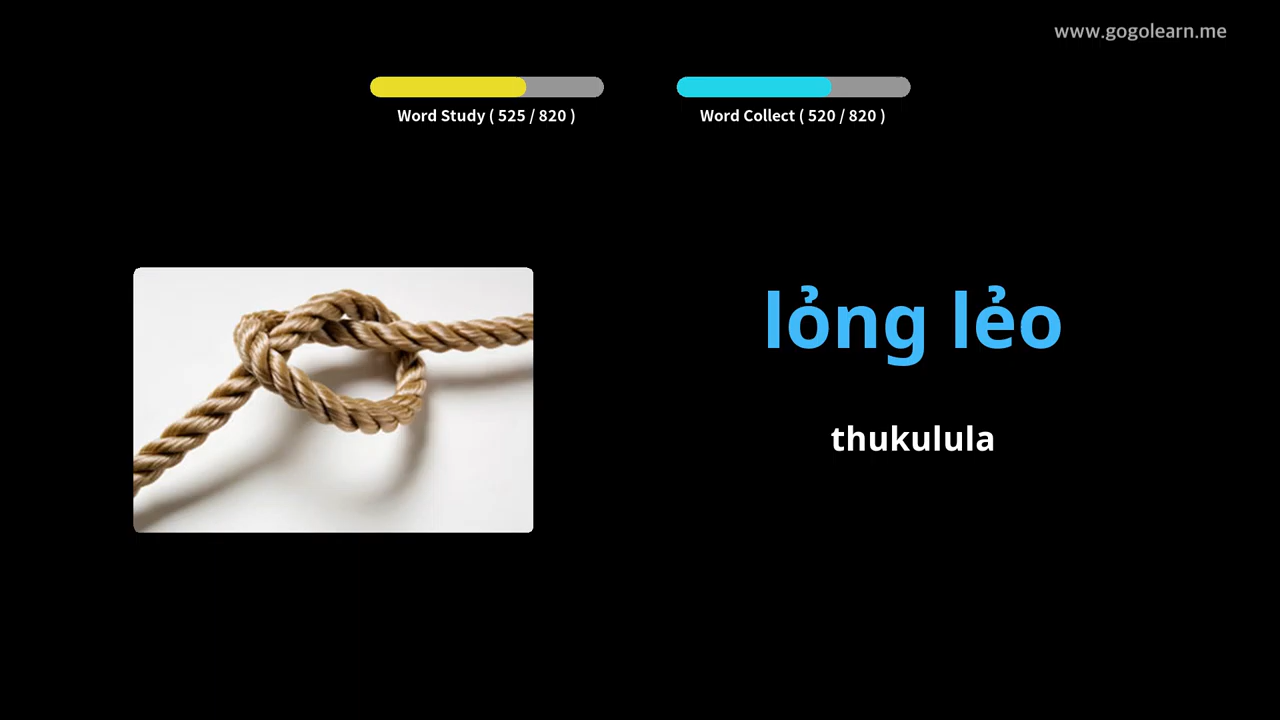 www.gogolearn.me
Word Study ( 525 / 820 )
Word Collect ( 520 / 820 )
lỏng lẻo
thukulula